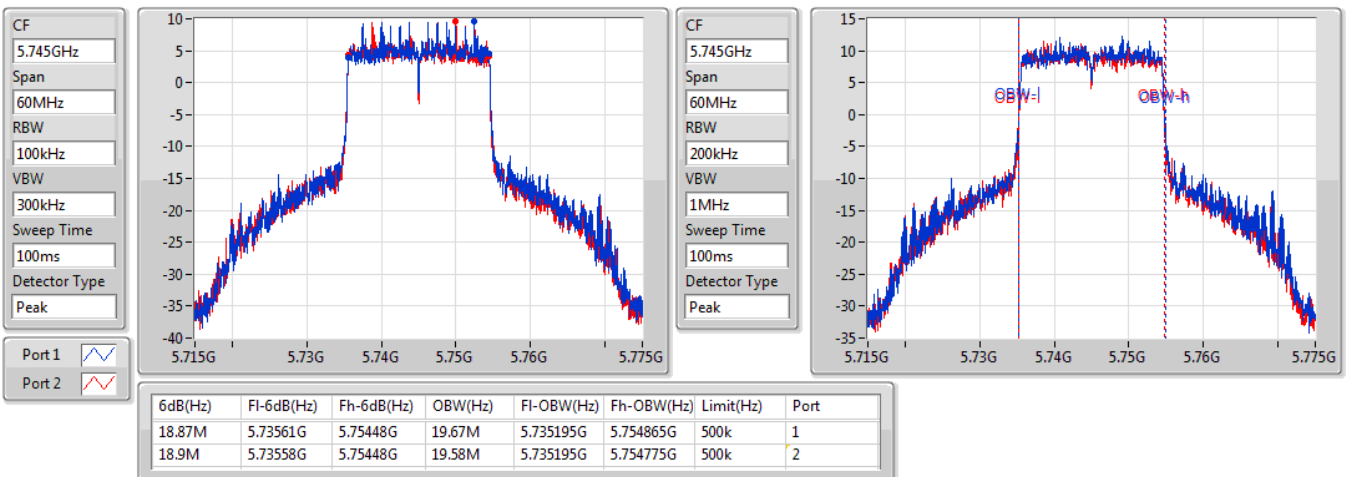 CF
5.745GHz
Span
60MHz
RBW
100kHz
VBW
300kHz
Sweep Time
100ms
Detector Type
Peak
Port 1
Port 2
10
5
0
-5
-10
-15
-20
-25
-30
-35
-40
5.715G 5.73G 5.74G 5.75G 5.76G 5.775G
CF
5.745GHz
Span
60MHz
RBW
200kHz
VBW
1MHz
Sweep Time
100ms
Detector Type
Peak
15
10
5
0
-5
-10
-15
-20
-25
-30
-35
OBW-l OBW-h
5.715G 5.73G 5.74G 5.75G 5.76G 5.775G
6dB(Hz) Fl-6dB(Hz) Fh-6dB(Hz) OBW(Hz) Fl-OBW(Hz) Fh-OBW(Hz) Limit(Hz) Port
18.87M 5.73561G 5.75448G 19.67M 5.735195G 5.754865G 500k 1
18.9M 5.73558G 5.75448G 19.58M 5.735195G 5.754775G 500k 2